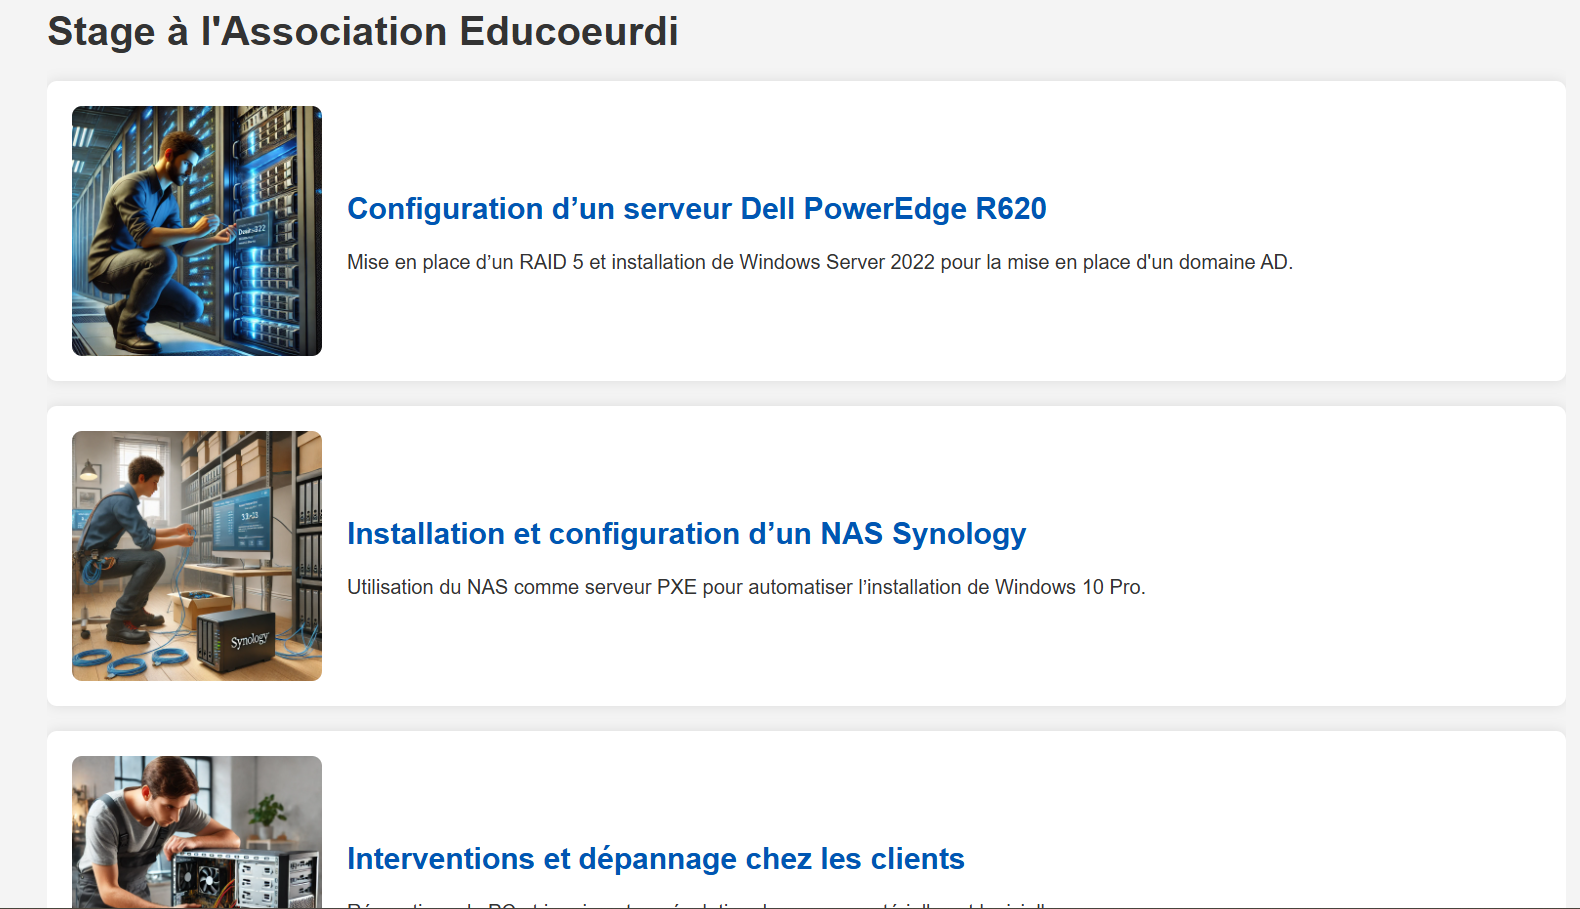 Stage à l'Association Educoeurdi
Configuration d’un serveur Dell PowerEdge R620
Mise en place d’un RAID 5 et installation de Windows Server 2022 pour la mise en place d'un domaine AD.
Installation et configuration d’un NAS Synology
Utilisation du NAS comme serveur PXE pour automatiser l’installation de Windows 10 Pro.
Synology
Interventions et dépannage chez les clients